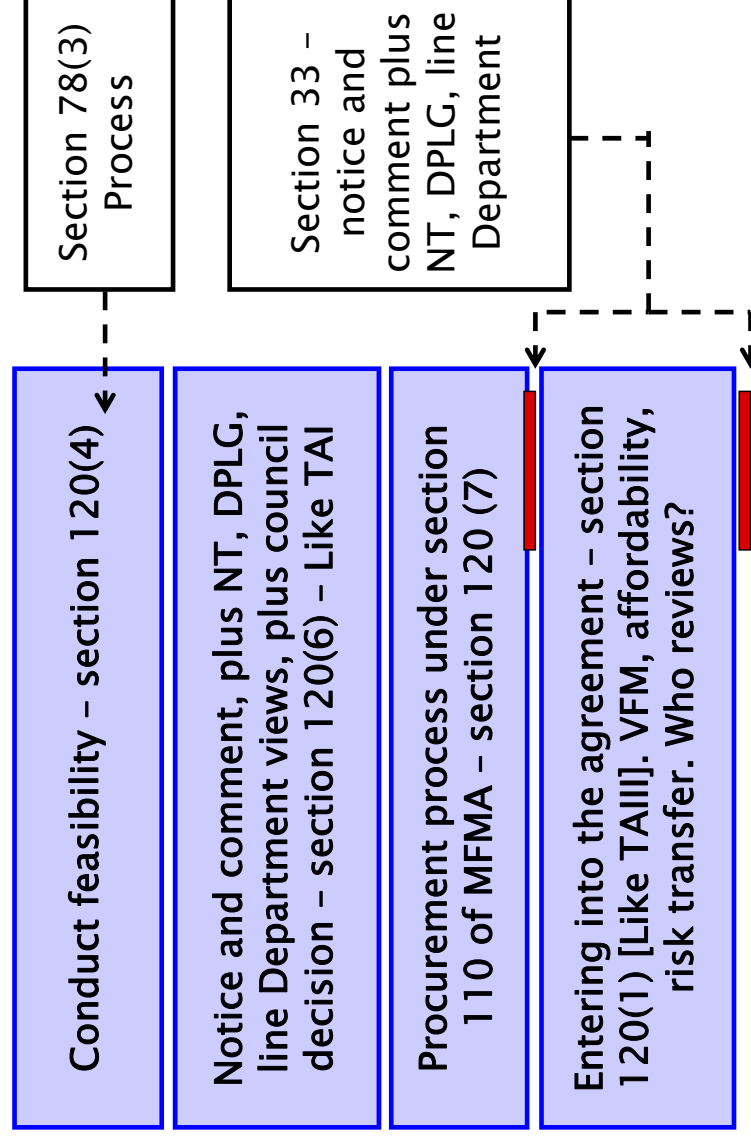 Conduct feasibility – section 120(4)
Notice and comment, plus NT, DPLG,
line Department views, plus council
decision – section 120(6) – Like TAI
Procurement process under section
110 of MFMA – section 120 (7)
Entering into the agreement – section
120(1) [Like TAIII]. VFM, affordability,
risk transfer. Who reviews?
Section 78(3)
Process
Section 33 –
notice and
comment plus
NT, DPLG, line
Department